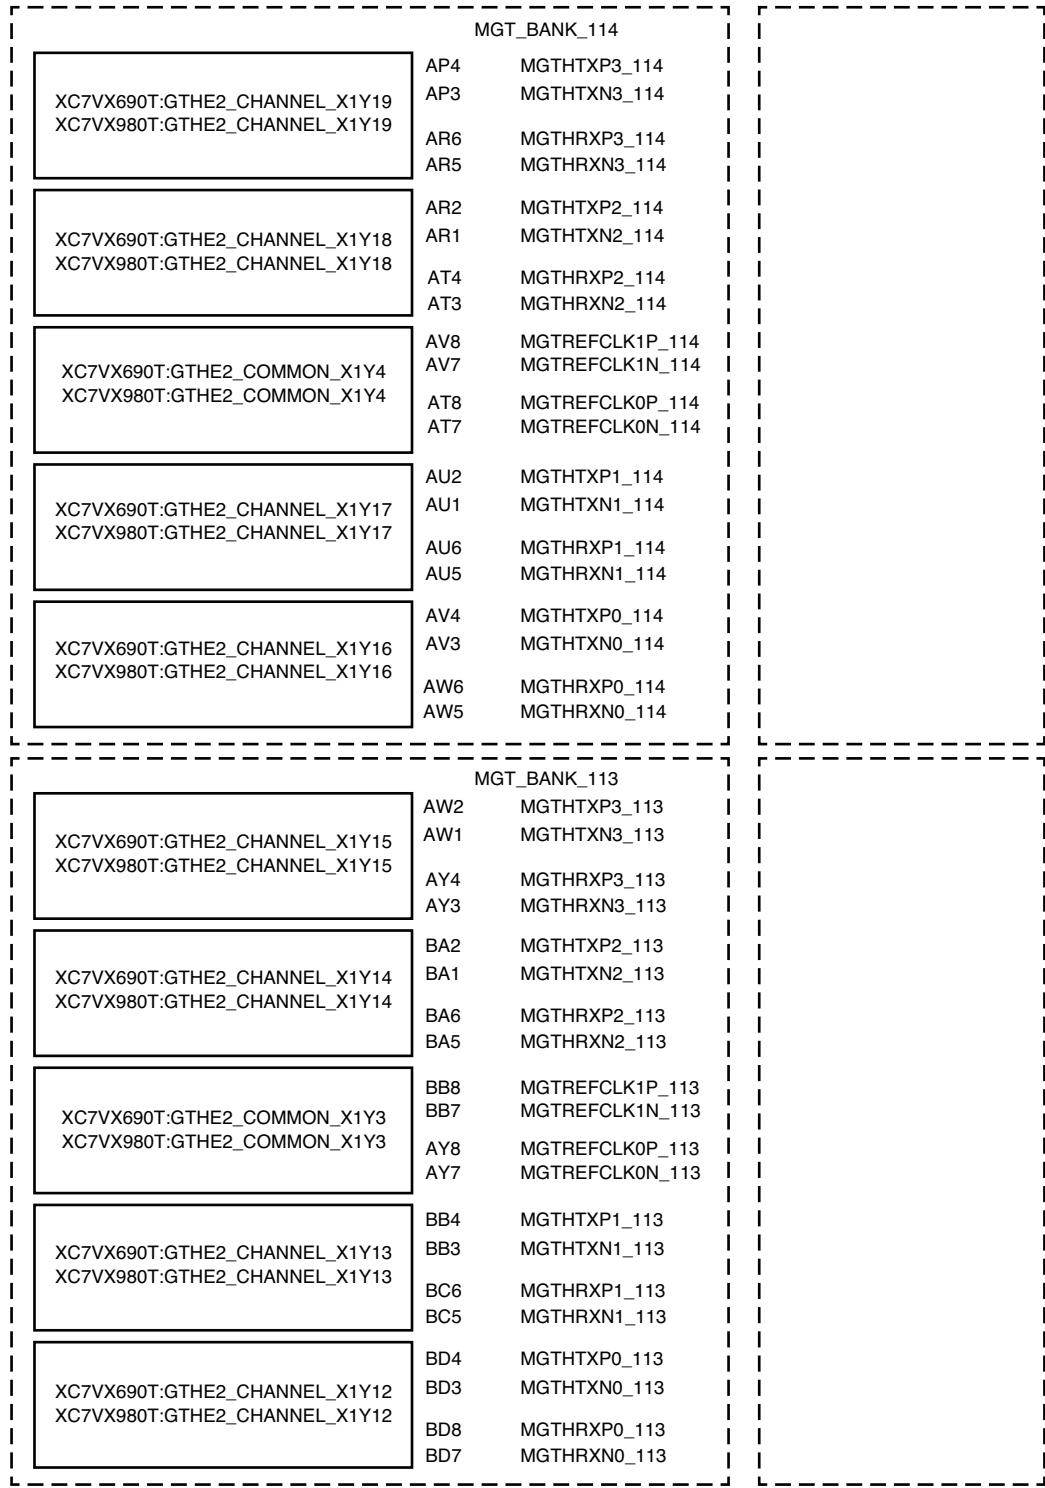 MGT_BANK_114
AP4 MGTHTXP3_114
XC7VX690T:GTHE2_CHANNEL_X1Y19 AP3 MGTHTXN3_114
XC7VX980T:GTHE2_CHANNEL_X1Y19
AR6 MGTHRXP3_114
AR5 MGTHRXN3_114
AR2 MGTHTXP2_114
XC7VX690T:GTHE2_CHANNEL_X1Y18 AR1 MGTHTXN2_114
XC7VX980T:GTHE2_CHANNEL_X1Y18
AT4 MGTHRXP2_114
AT3 MGTHRXN2_114
AV8 MGTREFCLK1P_114
XC7VX690T:GTHE2_COMMON_X1Y4 AV7 MGTREFCLK1N_114
XC7VX980T:GTHE2_COMMON_X1Y4
AT8 MGTREFCLK0P_114
AT7 MGTREFCLK0N_114
AU2 MGTHTXP1_114
XC7VX690T:GTHE2_CHANNEL_X1Y17 AU1 MGTHTXN1_114
XC7VX980T:GTHE2_CHANNEL_X1Y17
AU6 MGTHRXP1_114
AU5 MGTHRXN1_114
AV4 MGTHTXP0_114
XC7VX690T:GTHE2_CHANNEL_X1Y16 AV3 MGTHTXN0_114
XC7VX980T:GTHE2_CHANNEL_X1Y16
AW6 MGTHRXP0_114
AW5 MGTHRXN0_114
MGT_BANK_113
AW2 MGTHTXP3_113
XC7VX690T:GTHE2_CHANNEL_X1Y15 AW1 MGTHTXN3_113
XC7VX980T:GTHE2_CHANNEL_X1Y15
AY4 MGTHRXP3_113
AY3 MGTHRXN3_113
BA2 MGTHTXP2_113
XC7VX690T:GTHE2_CHANNEL_X1Y14 BA1 MGTHTXN2_113
XC7VX980T:GTHE2_CHANNEL_X1Y14
BA6 MGTHRXP2_113
BA5 MGTHRXN2_113
BB8 MGTREFCLK1P_113
XC7VX690T:GTHE2_COMMON_X1Y3 BB7 MGTREFCLK1N_113
XC7VX980T:GTHE2_COMMON_X1Y3
AY8 MGTREFCLK0P_113
AY7 MGTREFCLK0N_113
BB4 MGTHTXP1_113
XC7VX690T:GTHE2_CHANNEL_X1Y13 BB3 MGTHTXN1_113
XC7VX980T:GTHE2_CHANNEL_X1Y13
BC6 MGTHRXP1_113
BC5 MGTHRXN1_113
BD4 MGTHTXP0_113
XC7VX690T:GTHE2_CHANNEL_X1Y12 BD3 MGTHTXN0_113
XC7VX980T:GTHE2_CHANNEL_X1Y12
BD8 MGTHRXP0_113
BD7 MGTHRXN0_113